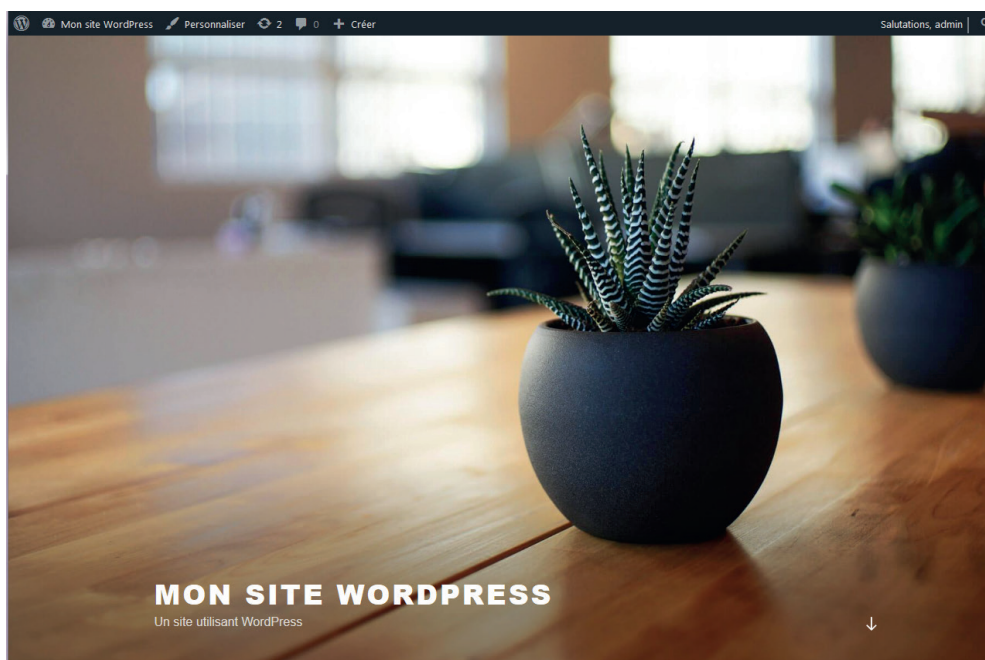 Mon site WordPress Personnaliser 2 0 + Créer Salutations, admin
MON SITE WORDPRESS
Un site utilisant WordPress